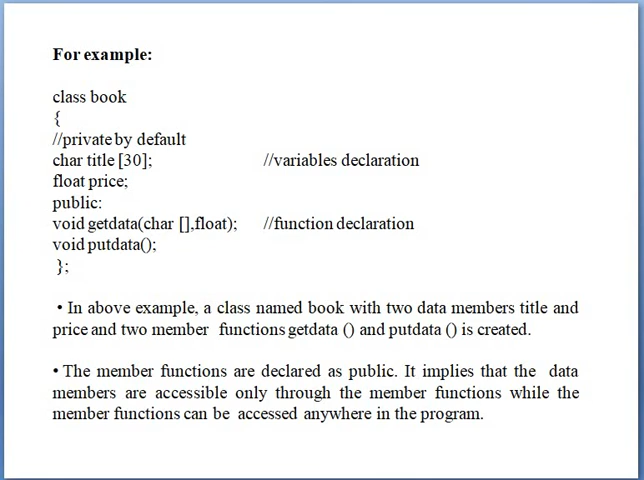 For example:
class book
{
//private by default
char title [30]; //variables declaration
float price;
public:
void getdata(char [],float); //function declaration
void putdata();
};
• In above example, a class named book with two data members title and
price and two member functions getdata () and putdata () is created.
• The member functions are declared as public. It implies that the data
members are accessible only through the member functions while the
member functions can be accessed anywhere in the program.